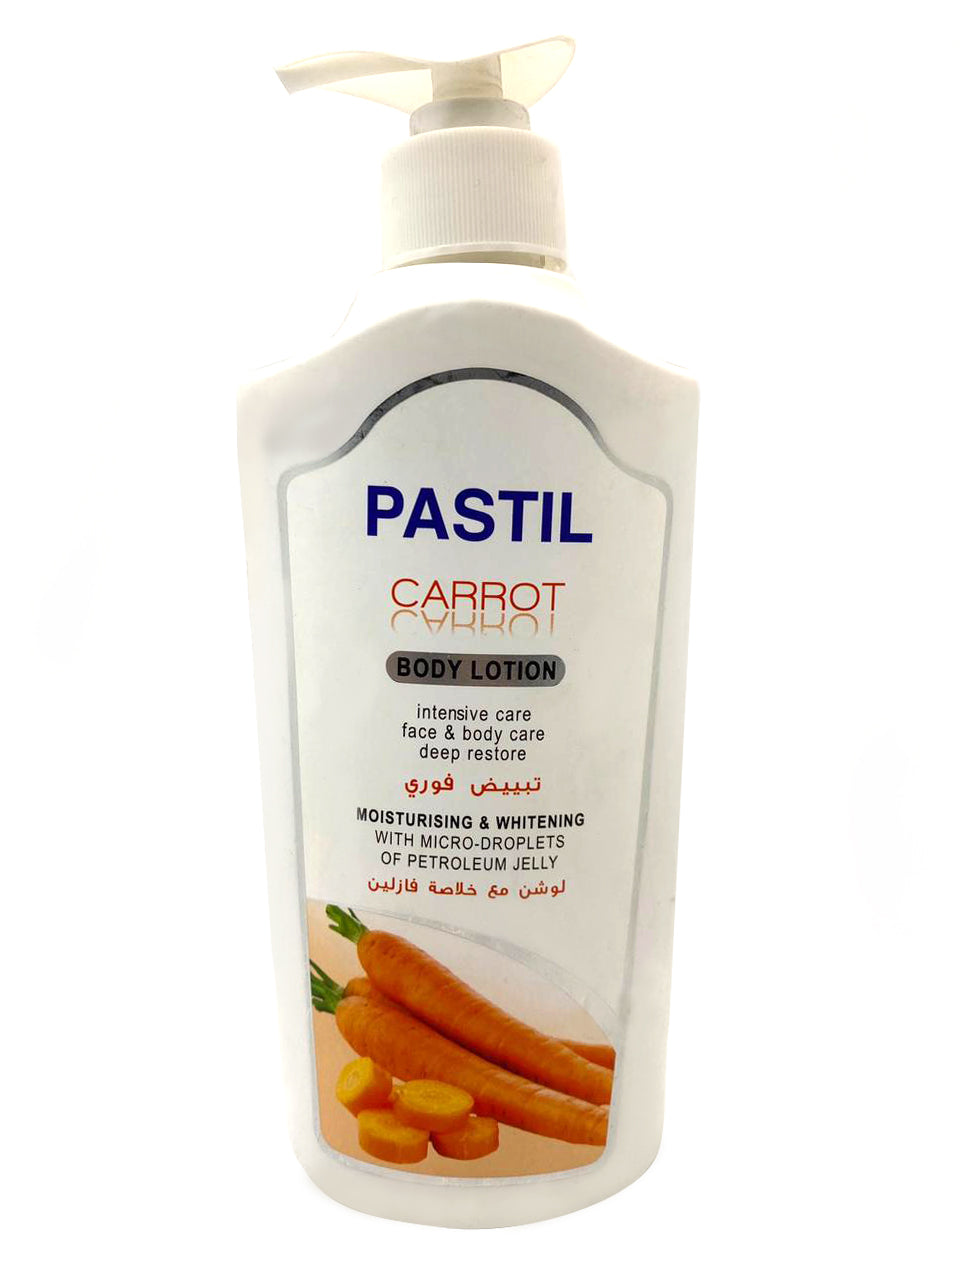 PASTIL
CARROT
BODY LOTION
intensive care
face & body care
deep restore
تبييض فوري
MOISTURISING & WHITENING
WITH MICRO-DROPLETS
OF PETROLEUM JELLY
لوشن مع خلاصة فازلين